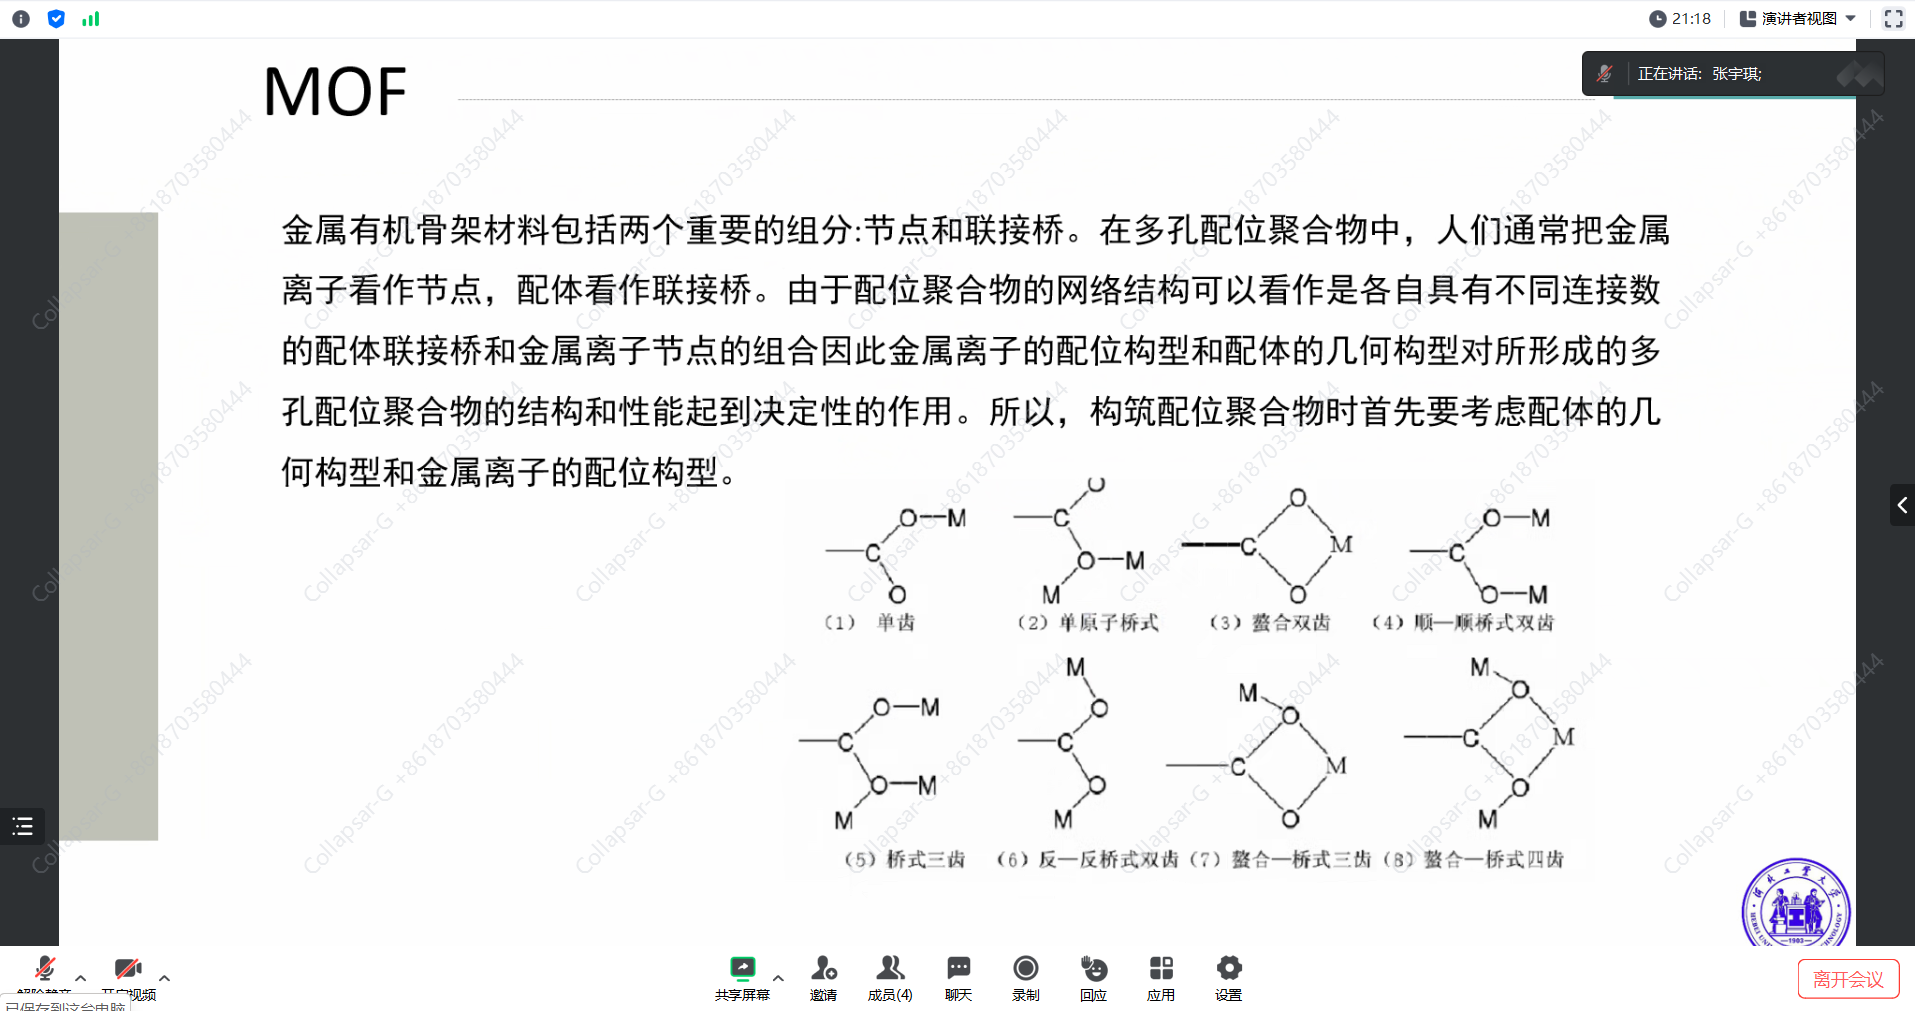 21:18
演讲者视图
正在讲话: 张宇琪;
MOF
金属有机骨架材料包括两个重要的组分:节点和联接桥。在多孔配位聚合物中，人们通常把金属
离子看作节点，配体看作联接桥。由于配位聚合物的网络结构可以看作是各自具有不同连接数
的配体联接桥和金属离子节点的组合因此金属离子的配位构型和配体的几何构型对所形成的多
孔配位聚合物的结构和性能起到决定性的作用。所以，构筑配位聚合物时首先要考虑配体的几
何构型和金属离子的配位构型。
O M C O
O C O M M
O C M O
O M C O M
（1） 单齿
（2）单原子桥式
（3）螯合双齿
（4）顺—顺桥式双齿
O M C O M M
M O C O M
M O C M O
M O C M O M
（5）桥式三齿
（6）反—反桥式双齿
（7）螯合—桥式三齿
（8）螯合—桥式四齿
Collapsar-G +8618703580444
河北工业大学
1903
解除静音
开启视频
共享屏幕
邀请
成员(4)
聊天
录制
回应
应用
设置
离开会议
已保存到这台电脑